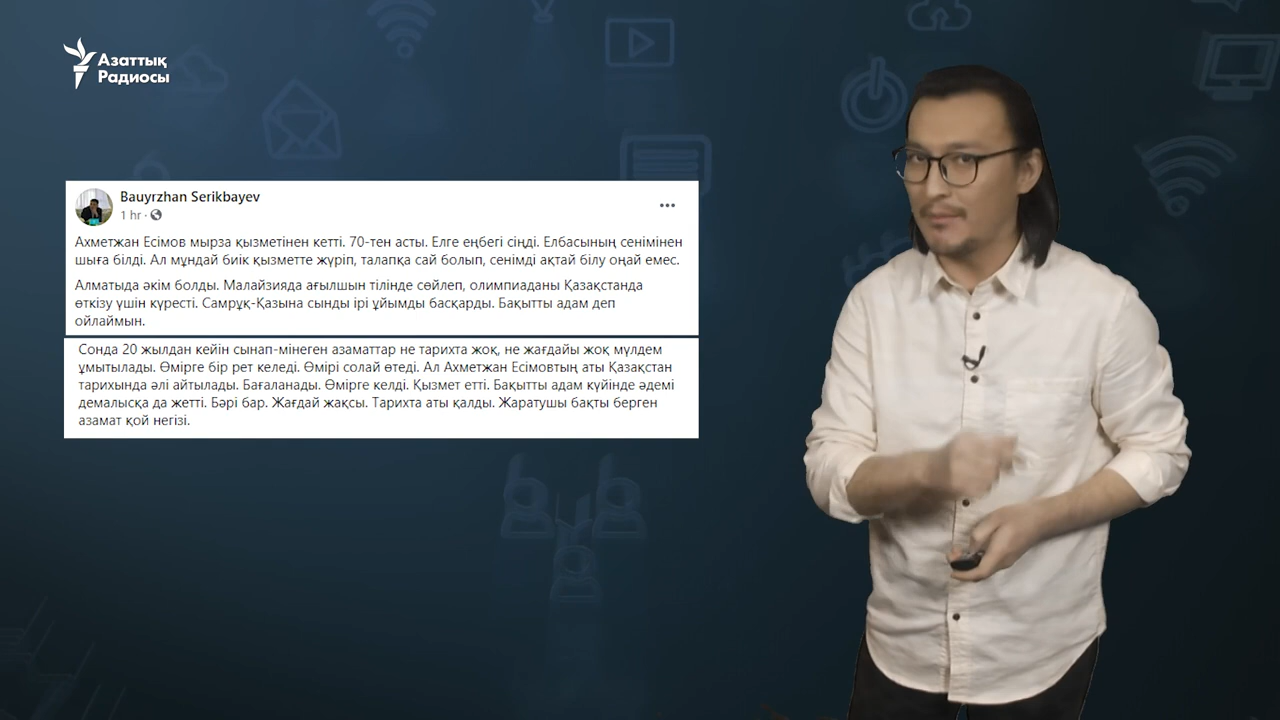 Азаттық
Радиосы
Bauyrzhan Serikbayev
1 hr ·
Ахметжан Есімов мырза қызметінен кетті. 70-тен асты. Елге еңбегі сіңді. Елбасының сенімінен
шыға білді. Ал мұндай биік қызметте жүріп, талапқа сай болып, сенімді ақтай білу оңай емес.
Алматыда әкім болды. Малайзияда ағылшын тілінде сөйлеп, олимпиаданы Қазақстанда
өткізу үшін күресті. Самрұқ-Қазына сынды ірі ұйымды басқарды. Бақытты адам деп
ойлаймын.
Сонда 20 жылдан кейін сынап-мінеген азаматтар не тарихта жоқ, не жағдайы жоқ мүлдем
ұмытылады. Өмірге бір рет келеді. Өмірі солай өтеді. Ал Ахметжан Есімовтың аты Қазақстан
тарихында әлі айтылады. Бағаланады. Өмірге келді. Қызмет етті. Бақытты адам күйінде әдемі
демалысқа да жетті. Бәрі бар. Жағдай жақсы. Тарихта аты қалды. Жаратушы бақты берген
азамат қой негізі.